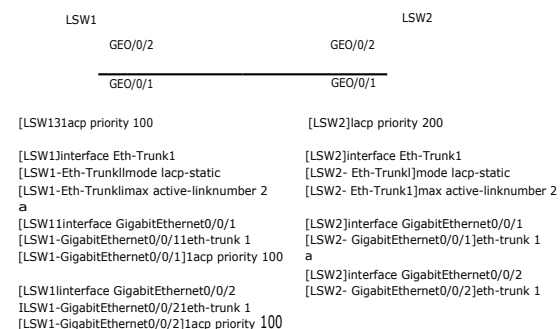 LSW1
LSW2
GEO/0/2
GEO/0/2
GEO/0/1
GEO/0/1
[LSW131acp priority 100
[LSW1Jinterface Eth-Trunk1
[LSW1-Eth-Trunkllmode lacp-static
[LSW1-Eth-Trunklimax active-linknumber 2
a
[LSW11interface GigabitEthernet0/0/1
[LSW1-GigabitEthernet0/0/11eth-trunk 1
[LSW1-GigabitEthernet0/0/1]1acp priority 100
[LSW1linterface GigabitEthernet0/0/2
ILSW1-GigabitEthernet0/0/21eth-trunk 1
[LSW1-GigabitEthernet0/0/2]1acp priority 100
[LSW2]lacp priority 200
[LSW2]interface Eth-Trunk1
[LSW2- Eth-Trunkl]mode lacp-static
[LSW2- Eth-Trunk1]max active-linknumber 2
[LSW2]interface GigabitEthernet0/0/1
[LSW2- GigabitEthernet0/0/1]eth-trunk 1
a
[LSW2]interface GigabitEthernet0/0/2
[LSW2- GigabitEthernet0/0/2]eth-trunk 1